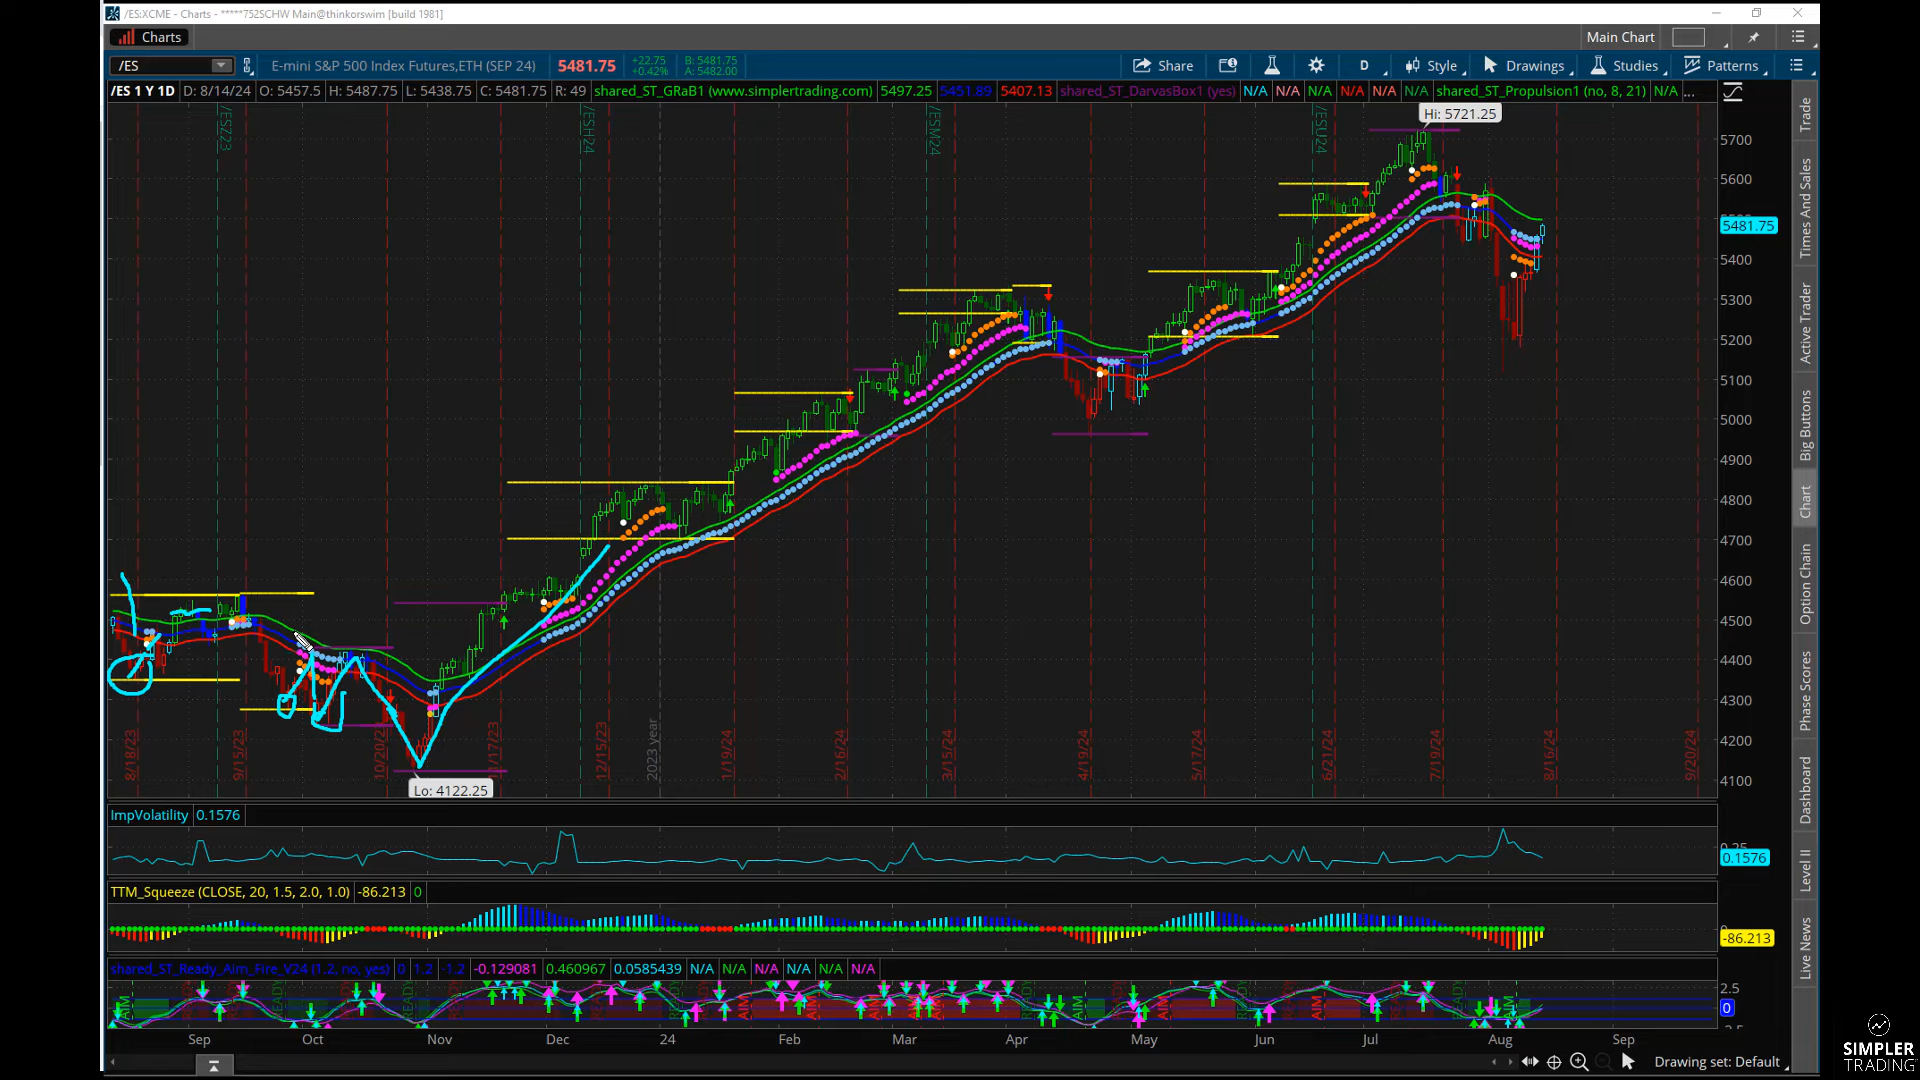 /ES:XCME - Charts - *****752SCHW Main@thinkorswim [build 1981]
Charts
Main Chart
/ES
E-mini S&P 500 Index Futures,ETH (SEP 24)
5481.75
+22.75
+0.42%
B: 5481.75
A: 5482.00
Share
D
Style
Drawings
Studies
Patterns
/ES 1 Y 1D
D: 8/14/24
O: 5457.5
H: 5487.75
L: 5438.75
C: 5481.75
R: 49
shared_ST_GRaB1 (www.simplertrading.com)
5497.25
5451.89
5407.13
shared_ST_DarvasBox1 (yes)
N/A
N/A
N/A
N/A
N/A
N/A
shared_ST_Propulsion1 (no, 8, 21)
N/A
...
/ESZ23
/ESH24
/ESM24
/ESU24
Hi: 5721.25
5700
5600
5481.75
5400
5300
5200
5100
5000
4900
4800
4700
4600
4500
4400
4300
4200
4100
8/18/23
9/15/23
10/20/23
11/17/23
12/15/23
2023 year
1/19/24
2/16/24
3/15/24
4/19/24
5/17/24
6/21/24
7/19/24
8/16/24
9/20/24
Lo: 4122.25
ImpVolatility
0.1576
0.25
0.1576
TTM_Squeeze (CLOSE, 20, 1.5, 2.0, 1.0)
-86.213
0
-86.213
shared_ST_Ready_Aim_Fire_V24 (1.2, no, yes)
0
1.2
-1.2
-0.129081
0.460967
0.0585439
N/A
N/A
N/A
N/A
N/A
N/A
2.5
0
Sep
Oct
Nov
Dec
24
Feb
Mar
Apr
May
Jun
Jul
Aug
Sep
Drawing set: Default
Trade
Times And Sales
Active Trader
Big Buttons
Chart
Option Chain
Phase Scores
Dashboard
Level II
Live News
SIMPLER
TRADING